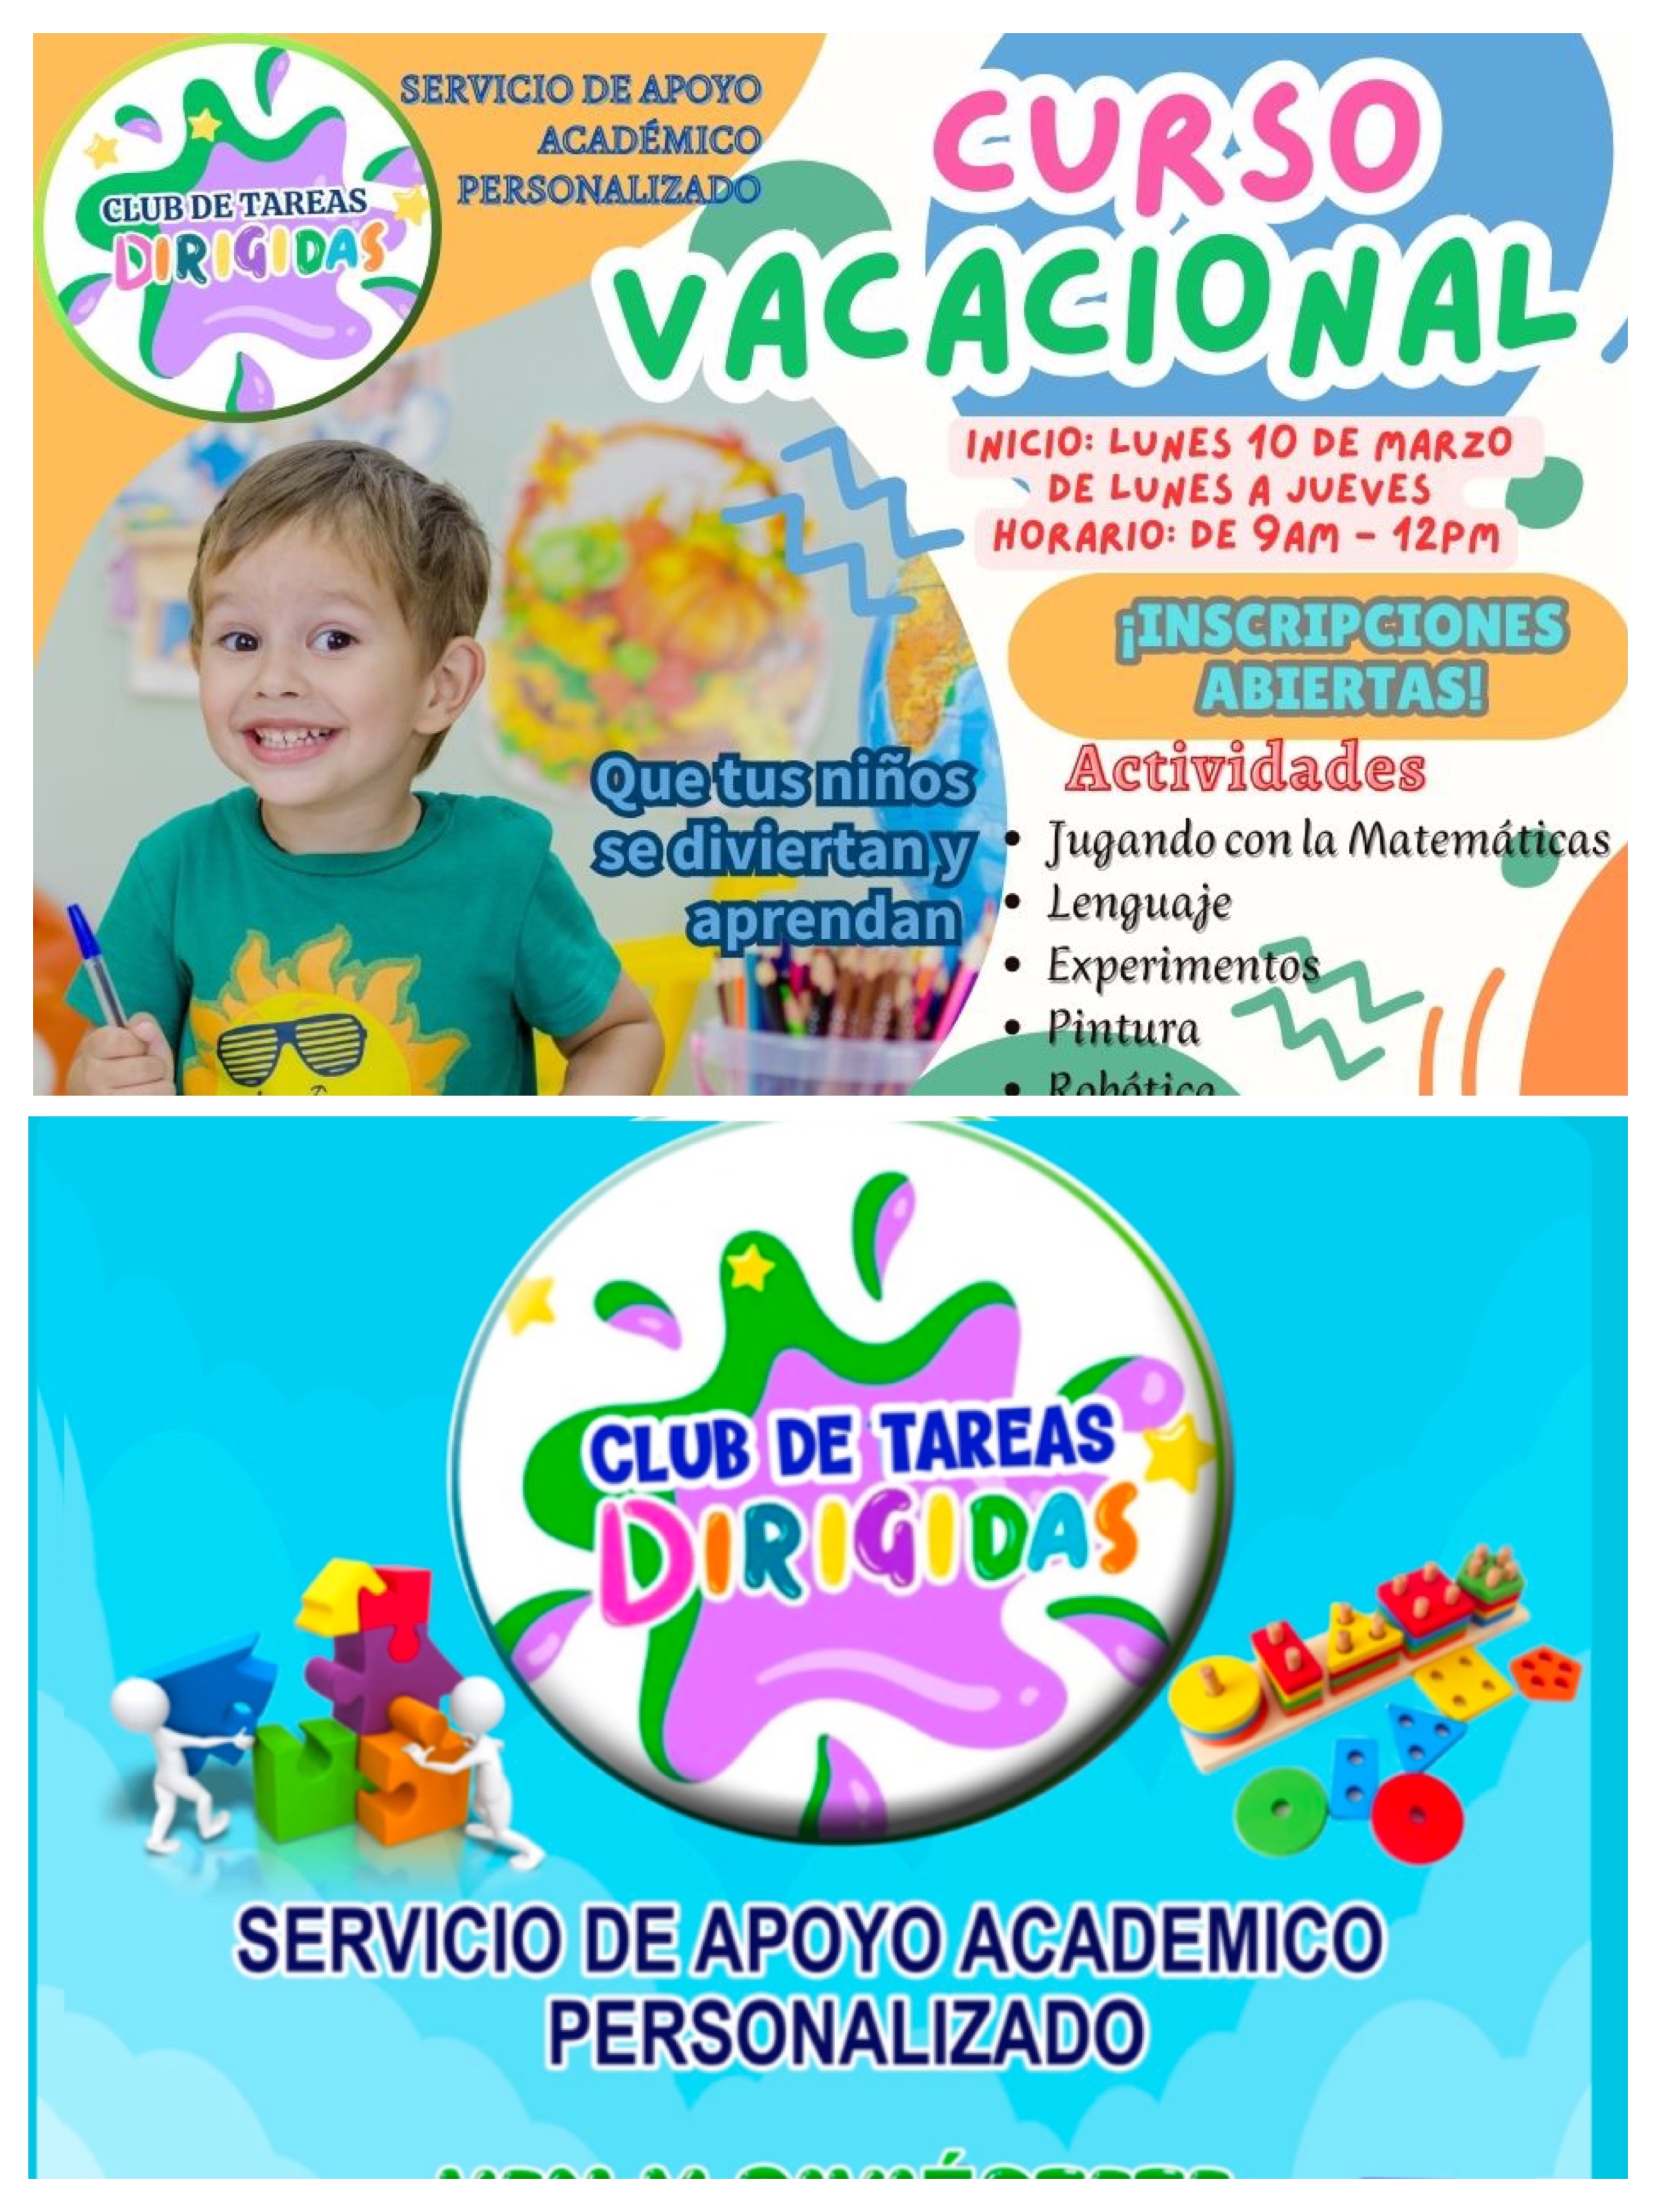 CLUB DE TAREAS
DIRIGIDAS
SERVICIO DE APOYO
ACADÉMICO
PERSONALIZADO
CURSO
VACACIONAL
INICIO: LUNES 10 DE MARZO
DE LUNES A JUEVES
HORARIO: DE 9AM - 12PM
¡INSCRIPCIONES
ABIERTAS!
Que tus niños
se diviertan y
aprendan
Actividades
• Jugando con la Matemáticas
• Lenguaje
• Experimentos
• Pintura
• Robótica
CLUB DE TAREAS
DIRIGIDAS
SERVICIO DE APOYO ACADEMICO
PERSONALIZADO